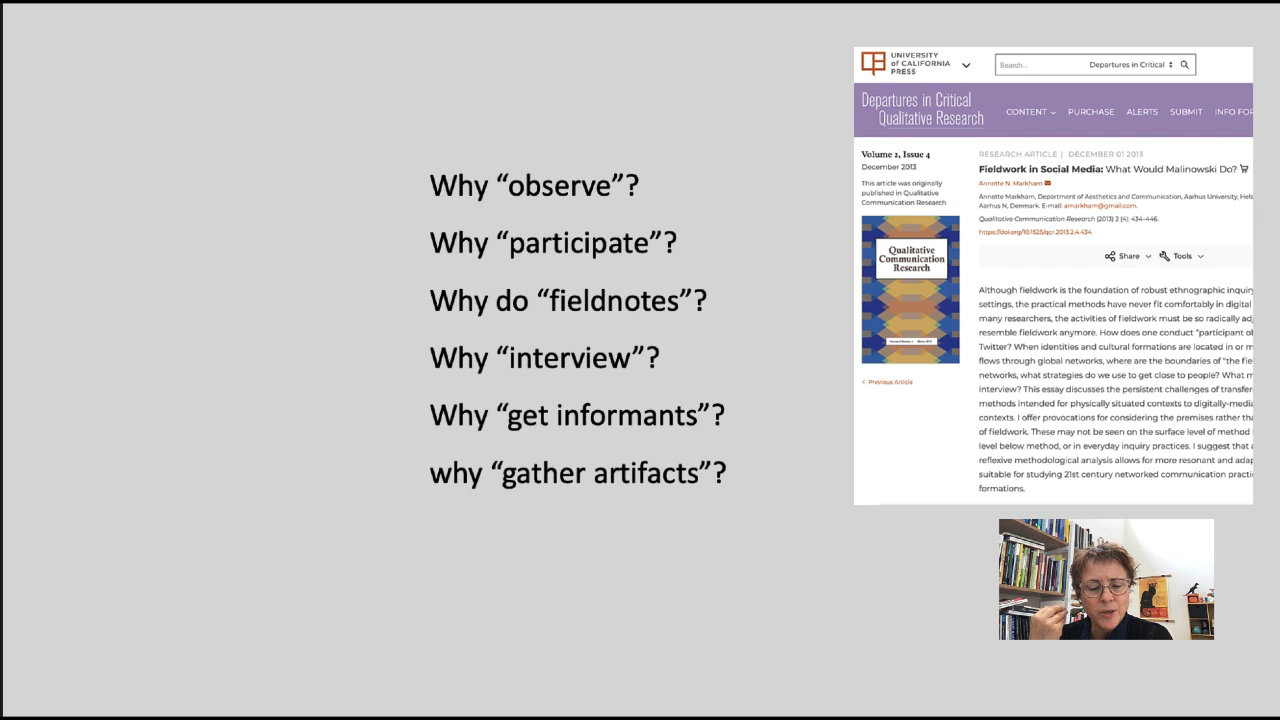 Why “observe”?
Why “participate”?
Why do “fieldnotes”?
Why “interview”?
Why “get informants”?
why “gather artifacts”?
UNIVERSITY
of CALIFORNIA
PRESS
Search...
Departures in Critical
Departures in Critical
Qualitative Research
CONTENT
PURCHASE
ALERTS
SUBMIT
INFO FOR
Volume 2, Issue 4
December 2013
This article was originally
published in Qualitative
Communication Research.
Qualitative
Communication
Research
< Previous Article
RESEARCH ARTICLE | DECEMBER 01 2013
Fieldwork in Social Media: What Would Malinowski Do?
Annette N. Markham
Annette Markham, Department of Aesthetics and Communication, Aarhus University, Hels
Aarhus N, Denmark. E-mail: amarkham@gmail.com.
Qualitative Communication Research (2013) 2 (4): 434-446.
https://doi.org/10.1525/qcr.2013.2.4.434
Share
Tools
Although fieldwork is the foundation of robust ethnographic inquiry
settings, the practical methods have never fit comfortably in digital
many researchers, the activities of fieldwork must be so radically adj
resemble fieldwork anymore. How does one conduct “participant ob
Twitter? When identities and cultural formations are located in or m
flows through global networks, where are the boundaries of “the fie
networks, what strategies do we use to get close to people? What m
interview? This essay discusses the persistent challenges of transfer
methods intended for physically situated contexts to digitally-media
contexts. I offer provocations for considering the premises rather tha
of fieldwork. These may not be seen on the surface level of method
level below method, or in everyday inquiry practices. I suggest that
reflexive methodological analysis allows for more resonant and adap
suitable for studying 21st century networked communication practic
formations.